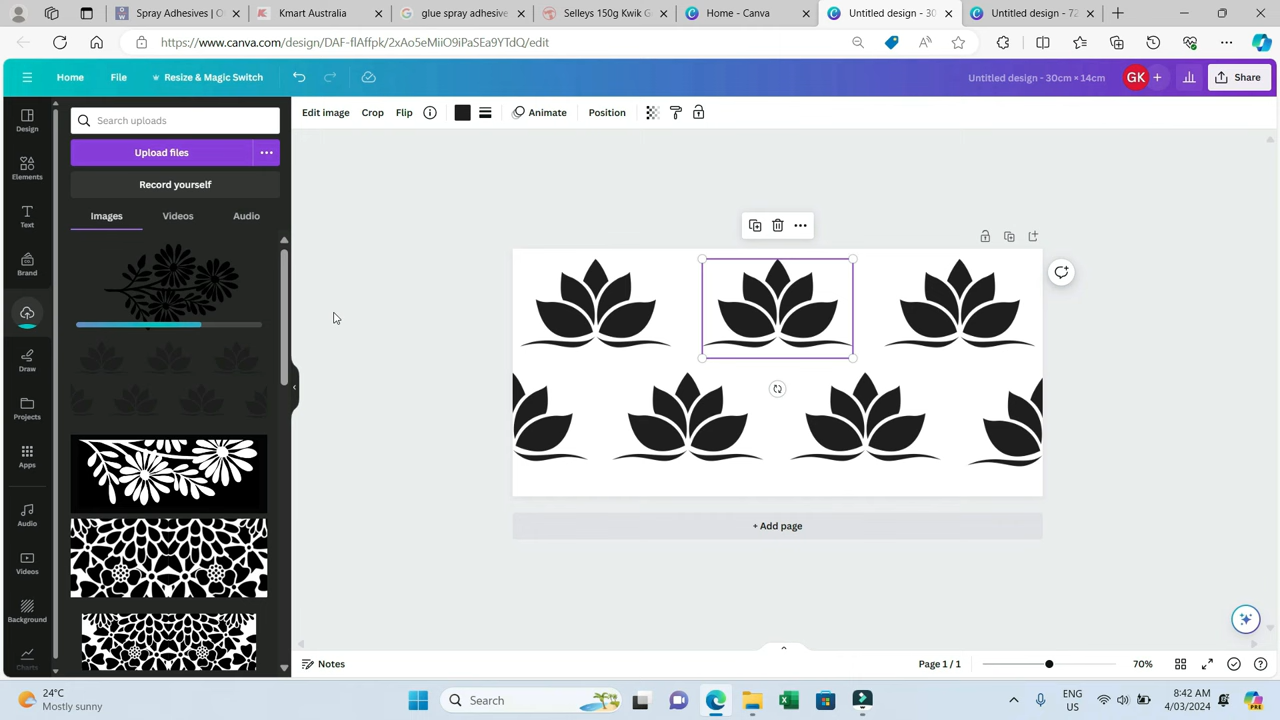 Spray Adhesives | O
Kmart Australia
glue spray adhesive
Selleys 150g Kwik G
Home - Canva
Untitled design - 30
Untitled design - 72
https://www.canva.com/design/DAF-flAffpk/2xAo5eMiiO9iPaSEa9YTdQ/edit
Home
File
Resize & Magic Switch
Untitled design - 30cm × 14cm
GK
Share
Design
Elements
Text
Brand
Draw
Projects
Apps
Audio
Videos
Background
Charts
Search uploads
Upload files
Record yourself
Images
Videos
Audio
Edit image
Crop
Flip
Animate
Position
+ Add page
Notes
Page 1 / 1
70%
24°C
Mostly sunny
Search
ENG
CY
8:42 AM
4/03/2024